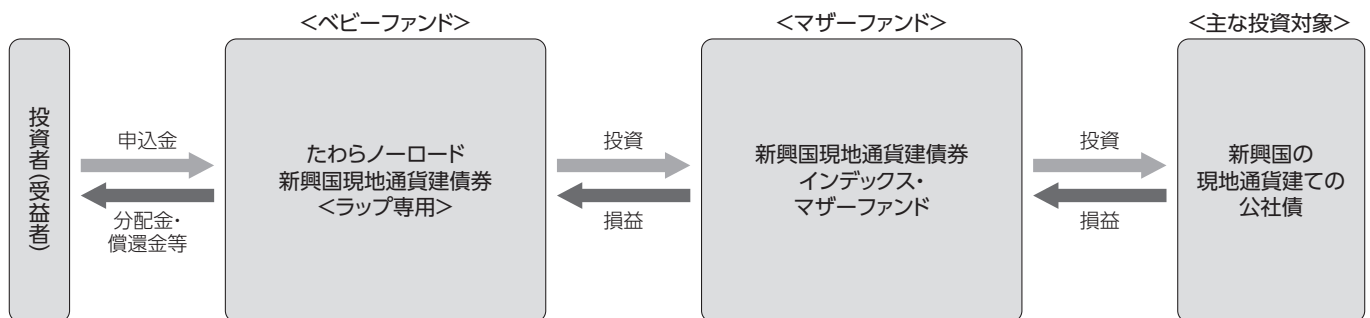 投資者(受益者)
申込金
分配金・
償還金等
<ベビーファンド>
たわらノーロード
新興国現地通貨建債券
<ラップ専用>
投資
損益
<マザーファンド>
新興国現地通貨建債券
インデックス・
マザーファンド
投資
損益
<主な投資対象>
新興国の
現地通貨建ての
公社債